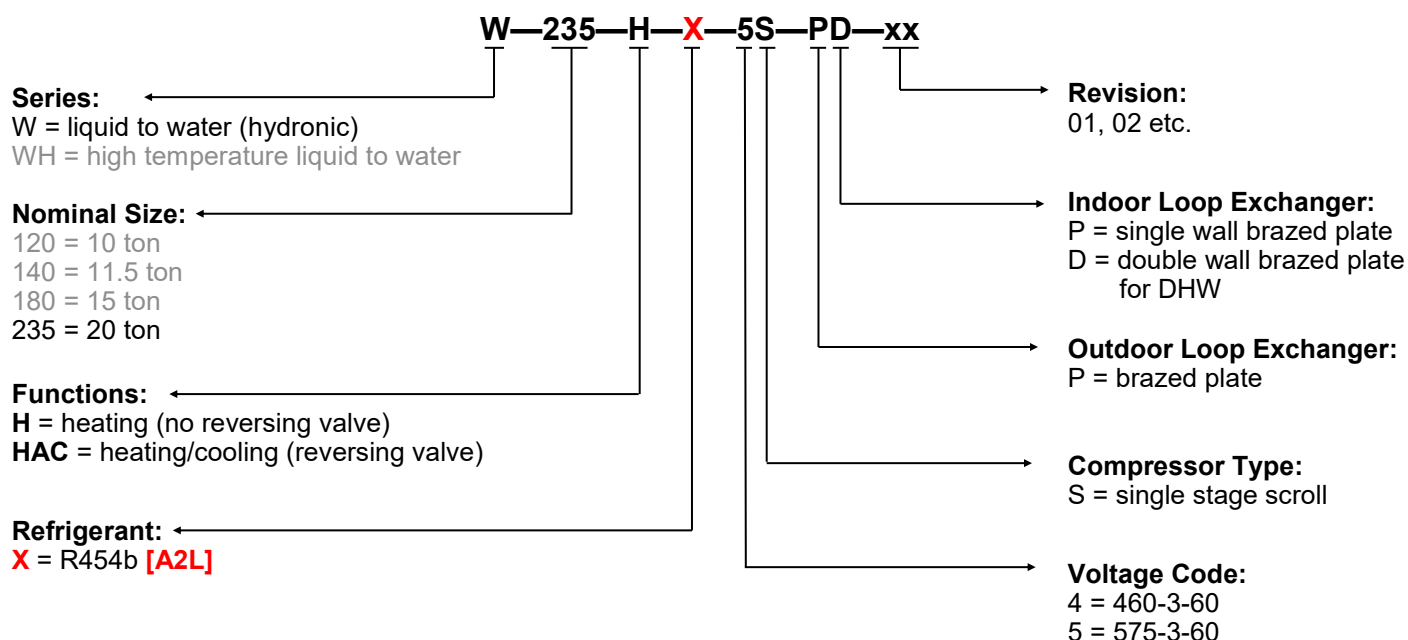 W—235—H—X—5S—PD—xx
Series:
W = liquid to water (hydronic)
WH = high temperature liquid to water
Nominal Size:
120 = 10 ton
140 = 11.5 ton
180 = 15 ton
235 = 20 ton
Functions:
H = heating (no reversing valve)
HAC = heating/cooling (reversing valve)
Refrigerant:
X = R454b [A2L]
Revision:
01, 02 etc.
Indoor Loop Exchanger:
P = single wall brazed plate
D = double wall brazed plate
for DHW
Outdoor Loop Exchanger:
P = brazed plate
Compressor Type:
S = single stage scroll
Voltage Code:
4 = 460-3-60
5 = 575-3-60